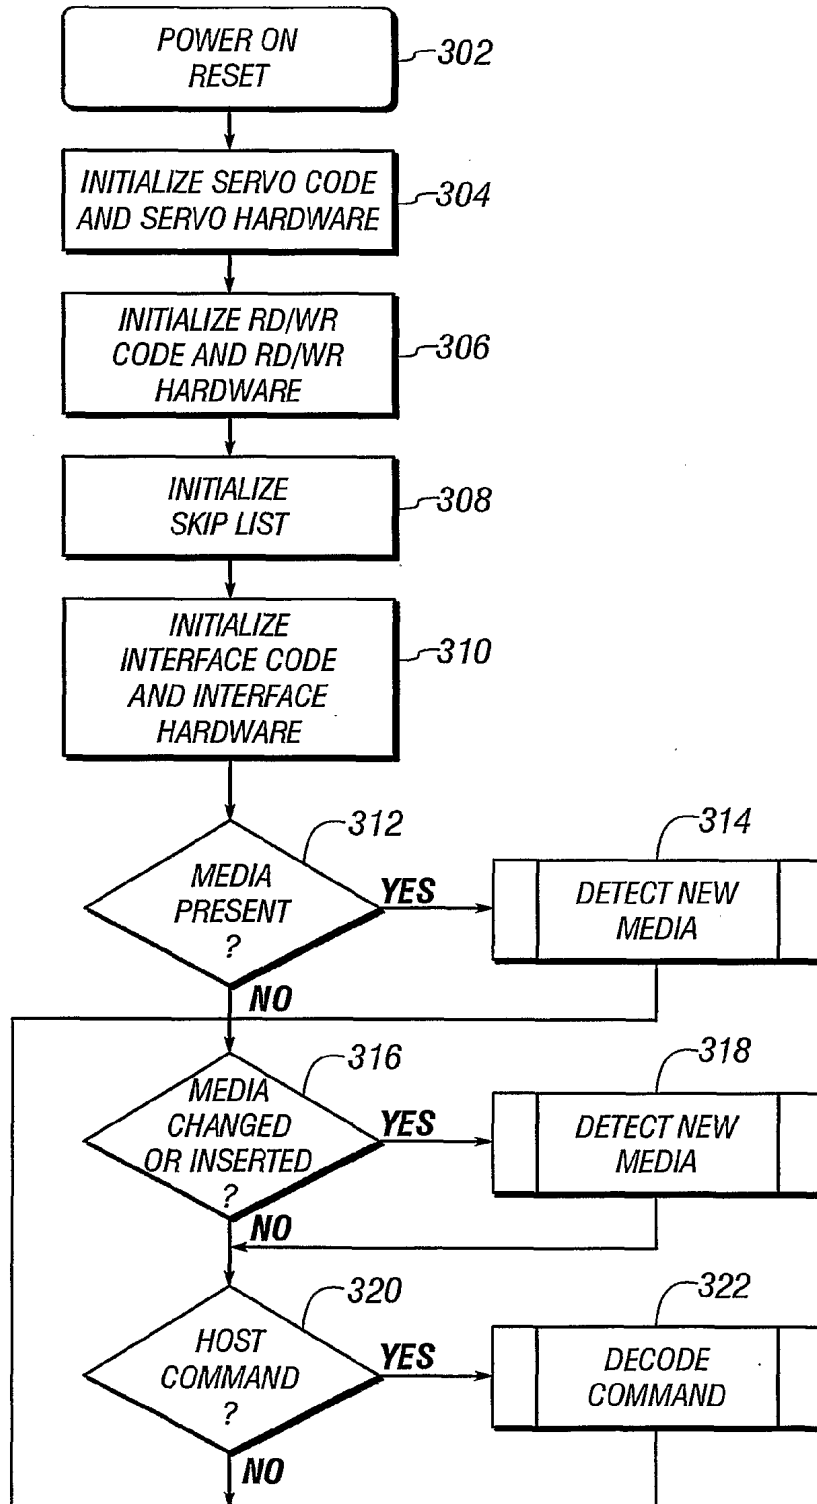 POWER ON
RESET
302
INITIALIZE SERVO CODE
AND SERVO HARDWARE
304
INITIALIZE RD/WR
CODE AND RD/WR
HARDWARE
306
INITIALIZE
SKIP LIST
308
INITIALIZE
INTERFACE CODE
AND INTERFACE
HARDWARE
310
312
MEDIA
PRESENT
?
YES
NO
314
DETECT NEW
MEDIA
316
MEDIA
CHANGED
OR INSERTED
?
YES
NO
318
DETECT NEW
MEDIA
320
HOST
COMMAND
?
YES
NO
322
DECODE
COMMAND